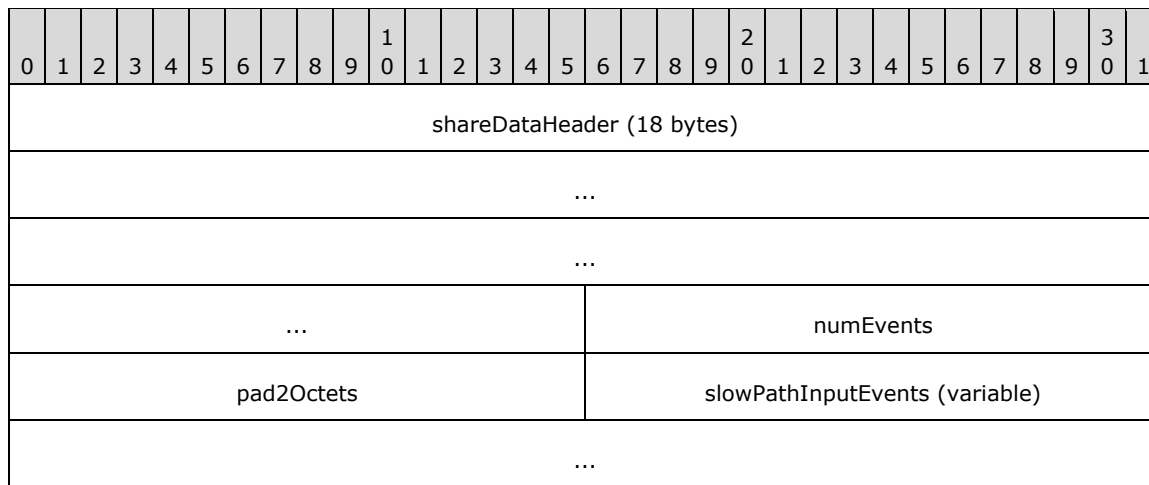 1 2 3
0 1 2 3 4 5 6 7 8 9 0 1 2 3 4 5 6 7 8 9 0 1 2 3 4 5 6 7 8 9 0 1
shareDataHeader (18 bytes)
...
...
... numEvents
pad2Octets slowPathInputEvents (variable)
...